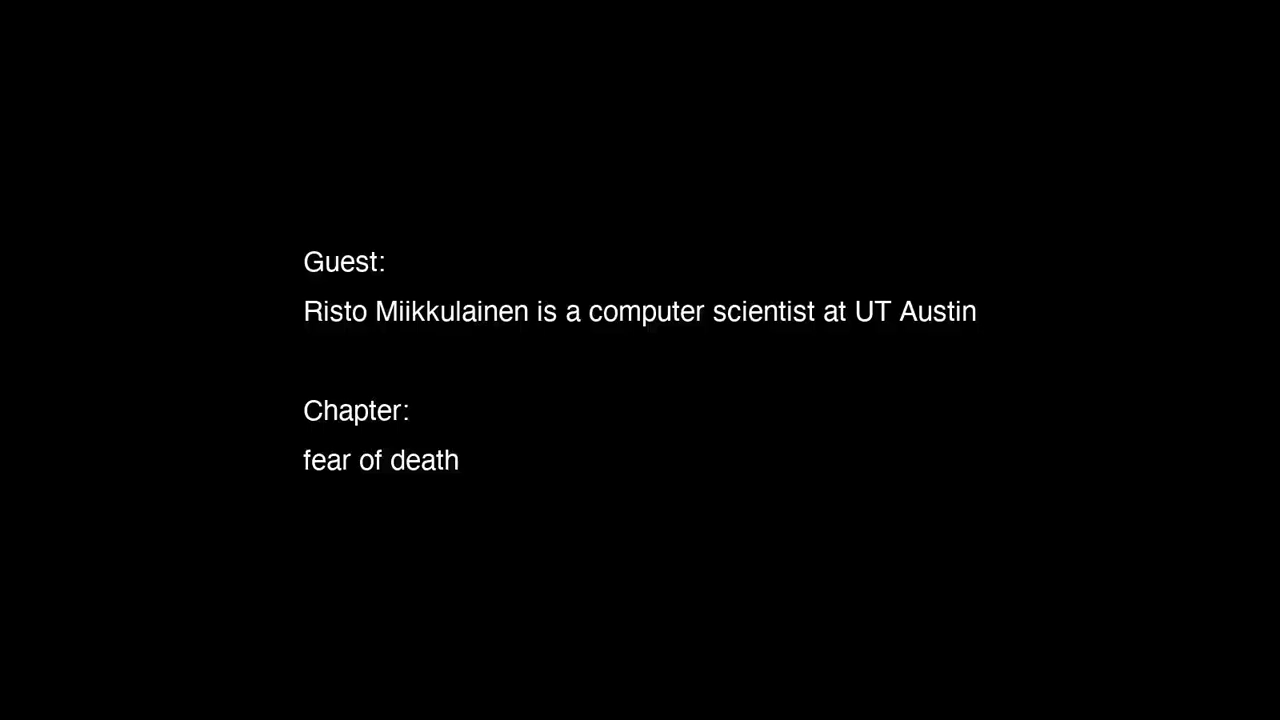 Guest:
Risto Miikkulainen is a computer scientist at UT Austin
Chapter:
fear of death